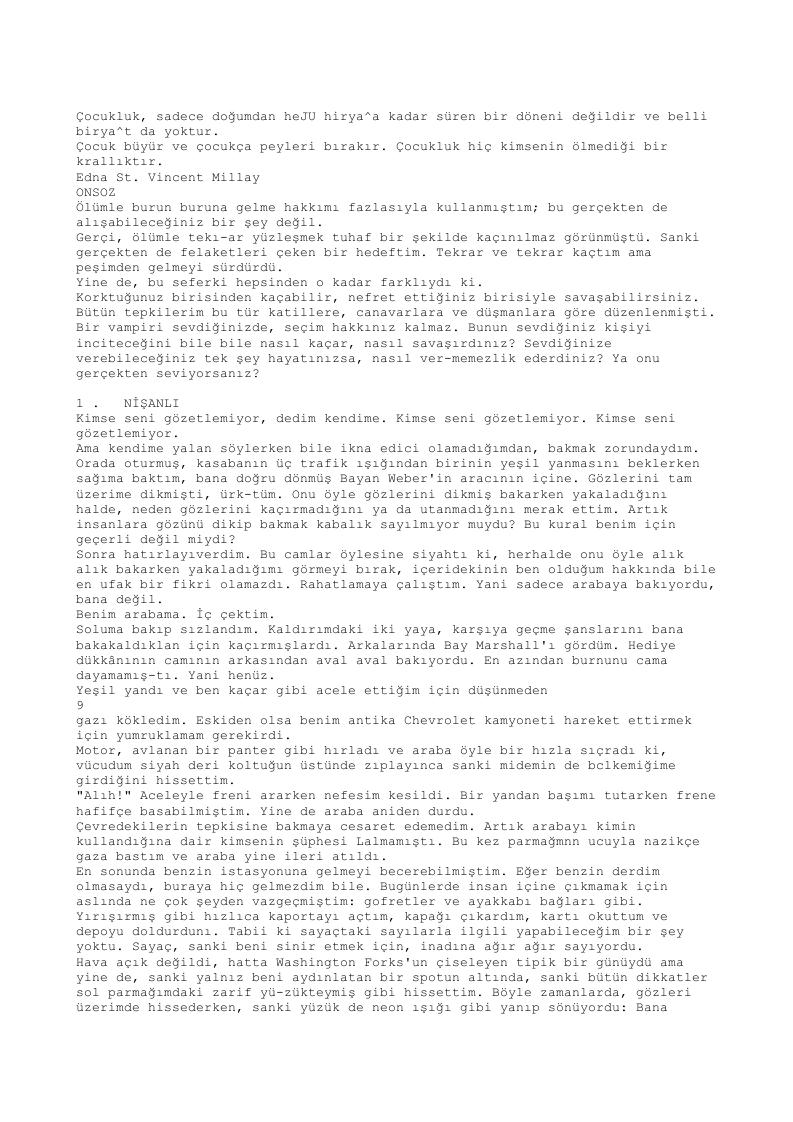 Çocukluk, sadece doğumdan heJU hirya^a kadar süren bir döneni değildir ve belli
birya^t da yoktur.
Çocuk büyür ve çocukça peyleri bırakır. Çocukluk hiç kimsenin ölmediği bir
krallıktır.
Edna St. Vincent Millay
ONSOZ
Ölümle burun buruna gelme hakkımı fazlasıyla kullanmıştım; bu gerçekten de
alışabileceğiniz bir şey değil.
Gerçi, ölümle tekı-ar yüzleşmek tuhaf bir şekilde kaçınılmaz görünmüştü. Sanki
gerçekten de felaketleri çeken bir hedeftim. Tekrar ve tekrar kaçtım ama
peşimden gelmeyi sürdürdü.
Yine de, bu seferki hepsinden o kadar farklıydı ki.
Korktuğunuz birisinden kaçabilir, nefret ettiğiniz birisiyle savaşabilirsiniz.
Bütün tepkilerim bu tür katillere, canavarlara ve düşmanlara göre düzenlenmişti.
Bir vampiri sevdiğinizde, seçim hakkınız kalmaz. Bunun sevdiğiniz kişiyi
inciteceğini bile bile nasıl kaçar, nasıl savaşırdınız? Sevdiğinize
verebileceğiniz tek şey hayatınızsa, nasıl ver-memezlik ederdiniz? Ya onu
gerçekten seviyorsanız?
1 . NİŞANLI
Kimse seni gözetlemiyor, dedim kendime. Kimse seni gözetlemiyor. Kimse seni
gözetlemiyor.
Ama kendime yalan söylerken bile ikna edici olamadığımdan, bakmak zorundaydım.
Orada oturmuş, kasabanın üç trafik ışığından birinin yeşil yanmasını beklerken
sağıma baktım, bana doğru dönmüş Bayan Weber'in aracının içine. Gözlerini tam
üzerime dikmişti, ürk-tüm. Onu öyle gözlerini dikmiş bakarken yakaladığını
halde, neden gözlerini kaçırmadığını ya da utanmadığını merak ettim. Artık
insanlara gözünü dikip bakmak kabalık sayılmıyor muydu? Bu kural benim için
geçerli değil miydi?
Sonra hatırlayıverdim. Bu camlar öylesine siyahtı ki, herhalde onu öyle alık
alık bakarken yakaladığımı görmeyi bırak, içeridekinin ben olduğum hakkında bile
en ufak bir fikri olamazdı. Rahatlamaya çalıştım. Yani sadece arabaya bakıyordu,
bana değil.
Benim arabama. İç çektim.
Soluma bakıp sızlandım. Kaldırımdaki iki yaya, karşıya geçme şanslarını bana
bakakaldıklan için kaçırmışlardı. Arkalarında Bay Marshall'ı gördüm. Hediye
dükkânının camının arkasından aval aval bakıyordu. En azından burnunu cama
dayamamış-tı. Yani henüz.
Yeşil yandı ve ben kaçar gibi acele ettiğim için düşünmeden
9
gazı kökledim. Eskiden olsa benim antika Chevrolet kamyoneti hareket ettirmek
için yumruklamam gerekirdi.
Motor, avlanan bir panter gibi hırladı ve araba öyle bir hızla sıçradı ki,
vücudum siyah deri koltuğun üstünde zıplayınca sanki midemin de bclkemiğime
girdiğini hissettim.
"Alıh!" Aceleyle freni ararken nefesim kesildi. Bir yandan başımı tutarken frene
hafifçe basabilmiştim. Yine de araba aniden durdu.
Çevredekilerin tepkisine bakmaya cesaret edemedim. Artık arabayı kimin
kullandığına dair kimsenin şüphesi Lalmamıştı. Bu kez parmağmnn ucuyla nazikçe
gaza bastım ve araba yine ileri atıldı.
En sonunda benzin istasyonuna gelmeyi becerebilmiştim. Eğer benzin derdim
olmasaydı, buraya hiç gelmezdim bile. Bugünlerde insan içine çıkmamak için
aslında ne çok şeyden vazgeçmiştim: gofretler ve ayakkabı bağları gibi.
Yırışırmış gibi hızlıca kaportayı açtım, kapağı çıkardım, kartı okuttum ve
depoyu doldurdunı. Tabii ki sayaçtaki sayılarla ilgili yapabileceğim bir şey
yoktu. Sayaç, sanki beni sinir etmek için, inadına ağır ağır sayıyordu.
Hava açık değildi, hatta Washington Forks'un çiseleyen tipik bir günüydü ama
yine de, sanki yalnız beni aydınlatan bir spotun altında, sanki bütün dikkatler
sol parmağımdaki zarif yü-zükteymiş gibi hissettim. Böyle zamanlarda, gözleri
üzerimde hissederken, sanki yüzük de neon ışığı gibi yanıp sönüyordu: Bana